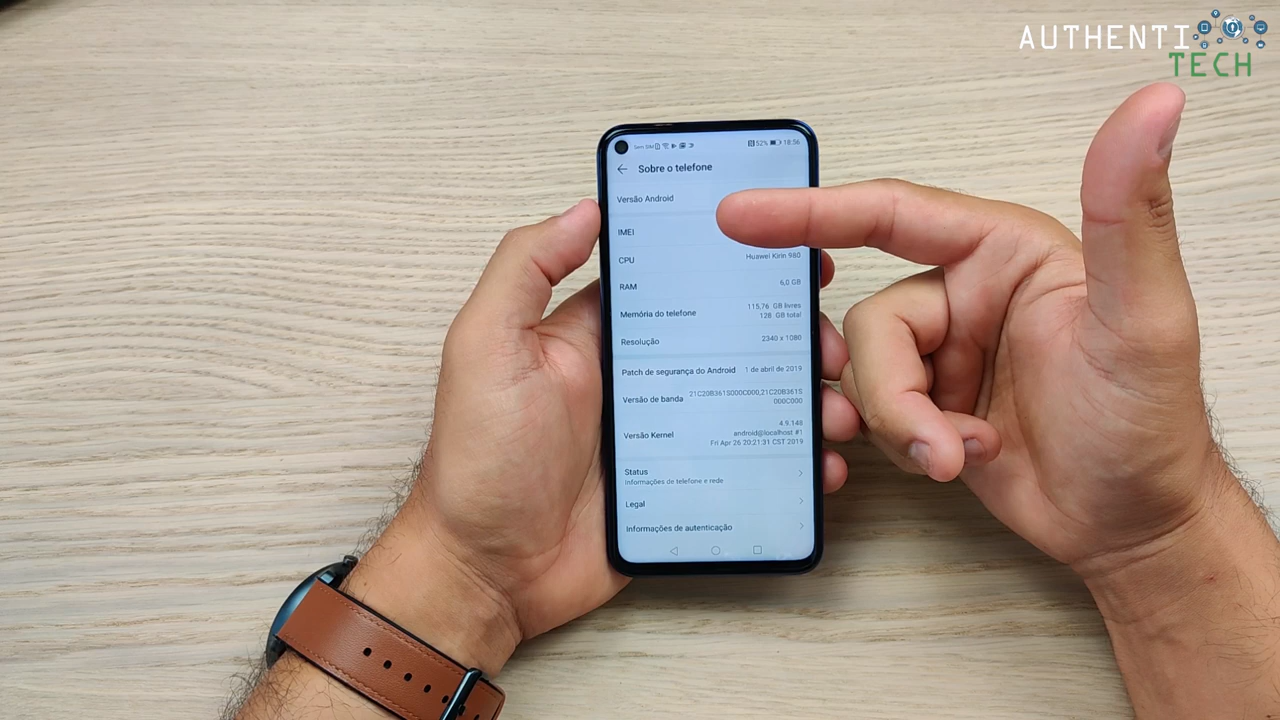 AUTHENTI
TECH
Sem SIM 52% 18:56
Sobre o telefone
Versão Android
IMEI
CPU Huawei Kirin 980
RAM 6,0 GB
Memória do telefone 115,76 GB livres
128 GB total
Resolução 2340 x 1080
Patch de segurança do Android 1 de abril de 2019
Versão de banda 21C20B361S000C000,21C20B361S
000C000
Versão Kernel 4.9.148
android@localhost #1
Fri Apr 26 20:21:31 CST 2019
Status
Informações de telefone e rede
Legal
Informações de autenticação